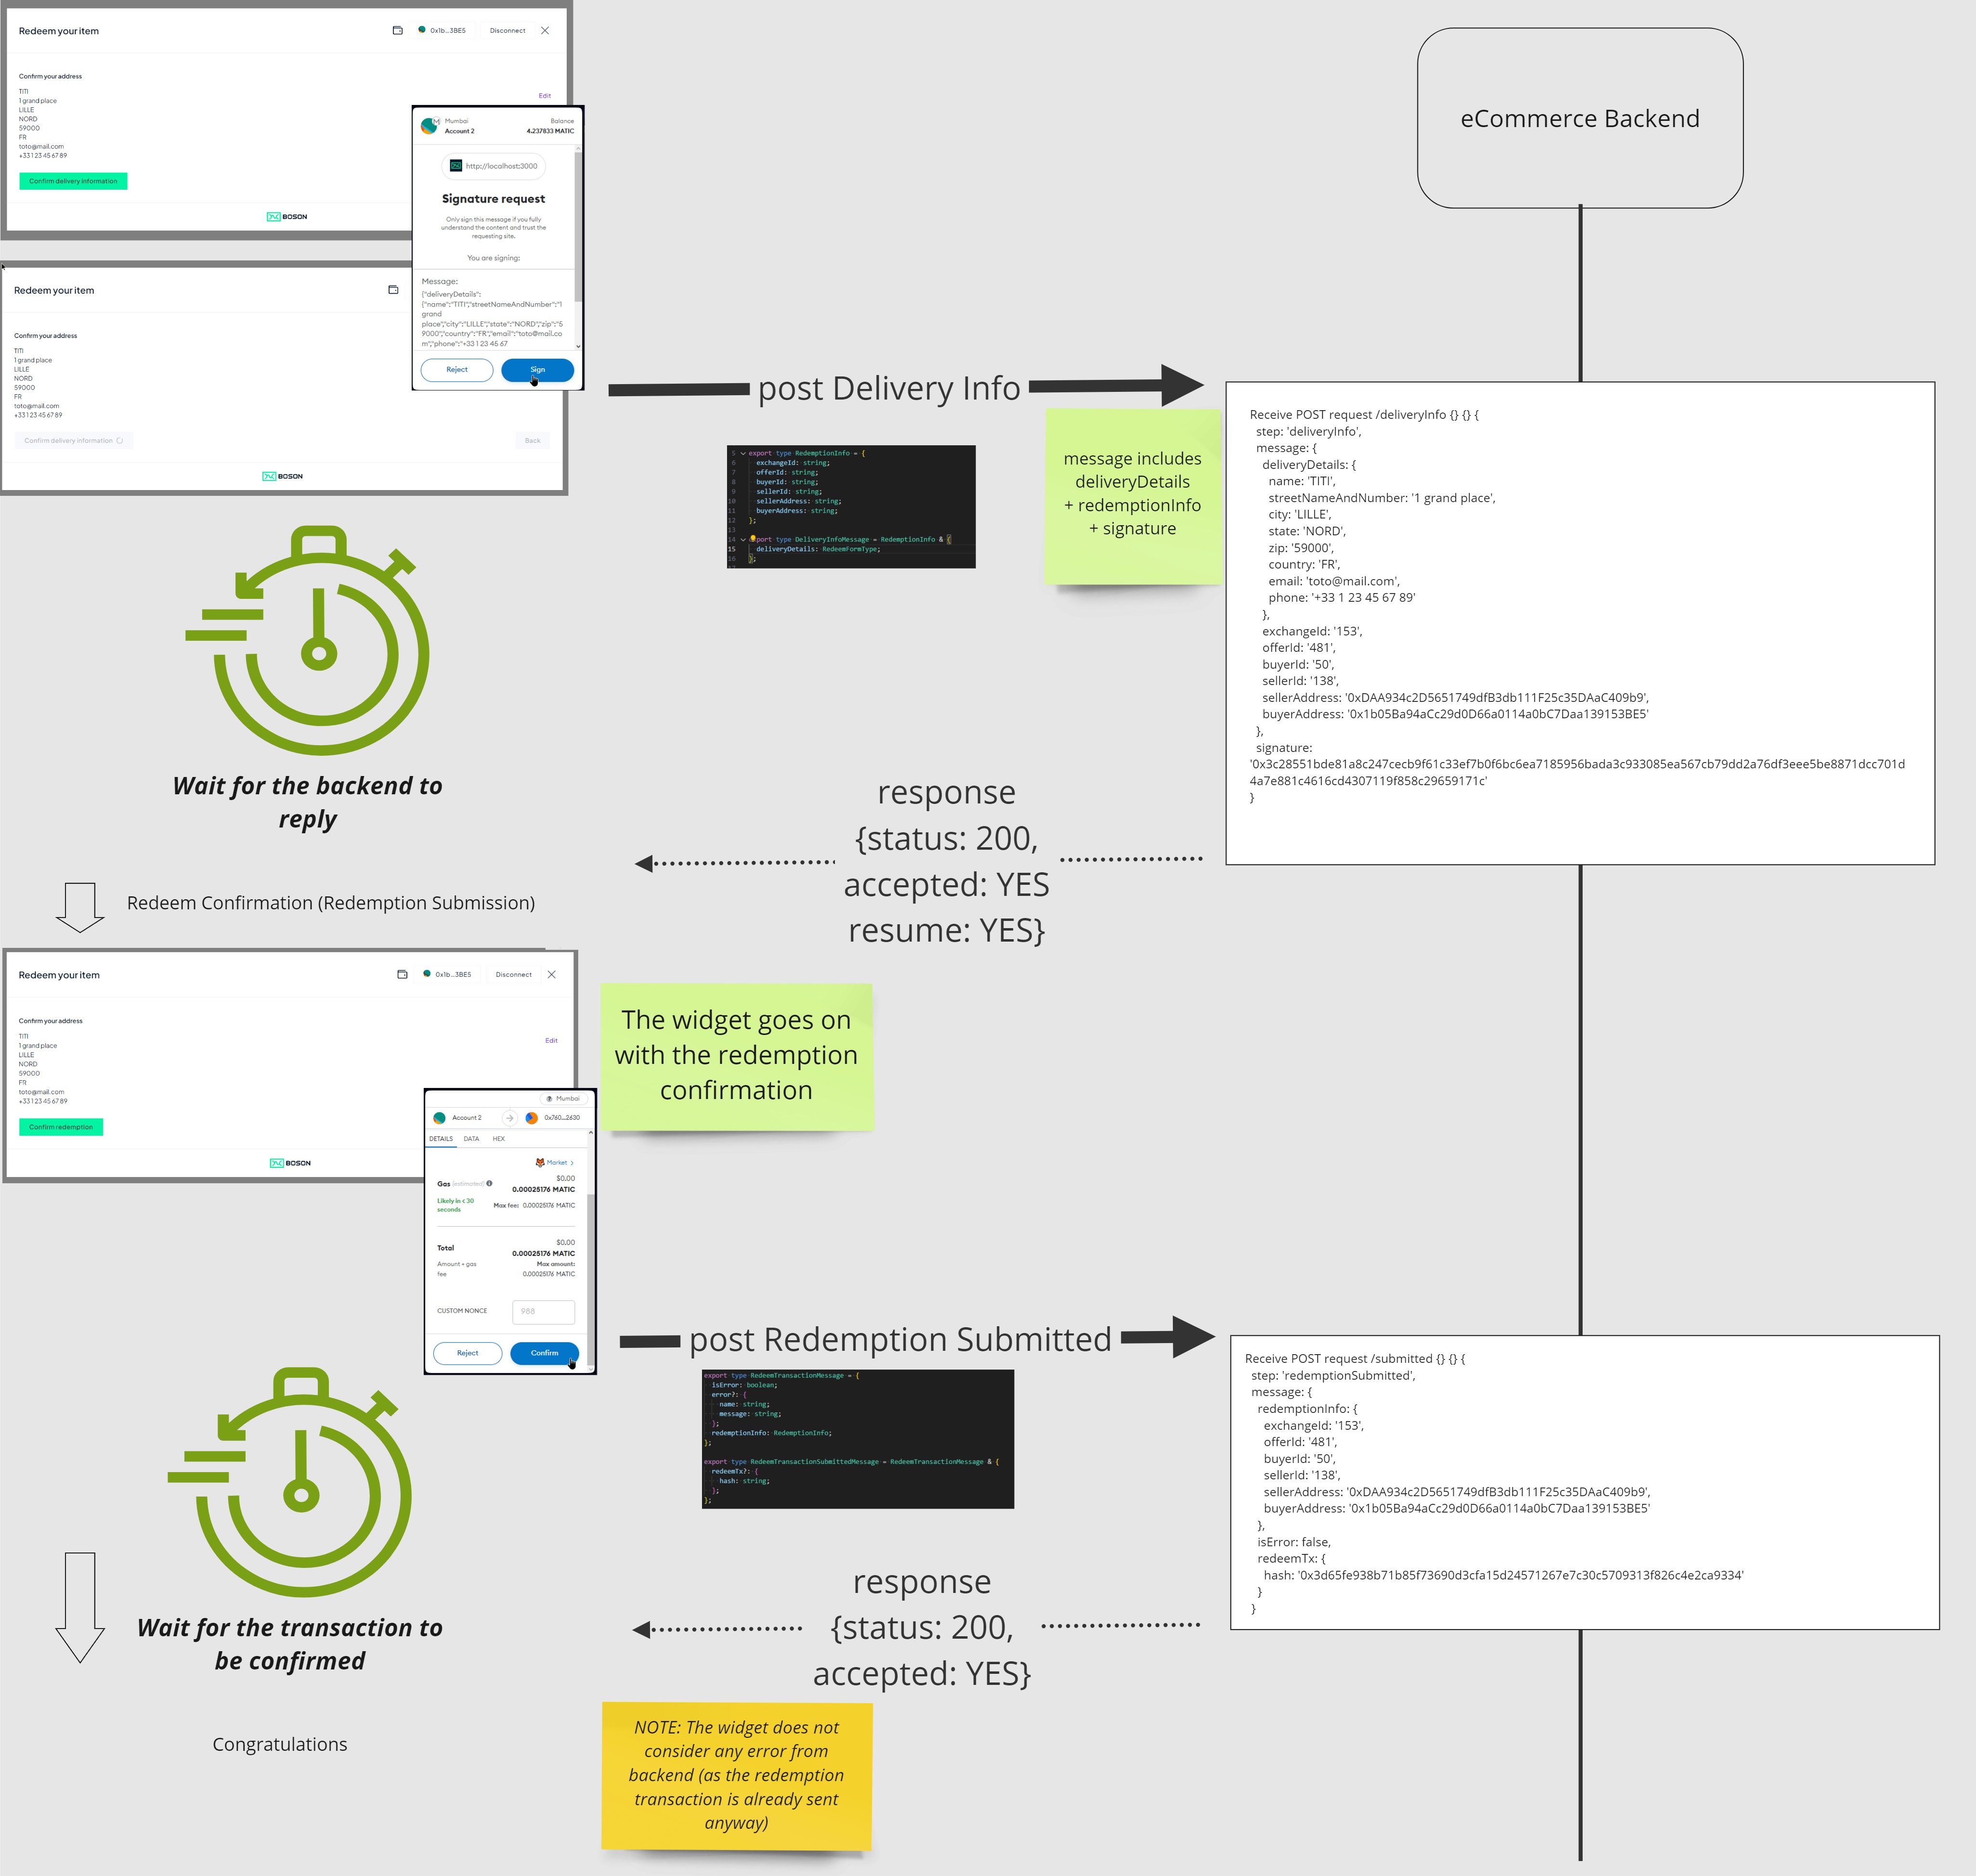 Redeem your item
0x1b...3BE5
Disconnect
Confirm your address
TITI
1 grand place
LILLE
NORD
59000
FR
toto@mail.com
+33 1 23 45 67 89
Edit
Confirm delivery information
BOSON
Mumbai
Account 2
Balance
4.237833 MATIC
http://localhost:3000
Signature request
Only sign this message if you fully
understand the content and trust the
requesting site.
You are signing:
Message:
{"deliveryDetails":
{"name":"TITI","streetNameAndNumber":"1
grand
place","city":"LILLE","state":"NORD","zip":"5
9000","country":"FR","email":"toto@mail.co
m","phone":"+33 1 23 45 67
Reject
Sign
Redeem your item
Confirm your address
TITI
1 grand place
LILLE
NORD
59000
FR
toto@mail.com
+33 1 23 45 67 89
Confirm delivery information
Back
BOSON
eCommerce Backend
post Delivery Info
5 export type RedemptionInfo = {
6 exchangeId: string;
7 offerId: string;
8 buyerId: string;
9 sellerId: string;
10 sellerAddress: string;
11 buyerAddress: string;
12 };
13
14 port type DeliveryInfoMessage = RedemptionInfo & {
15 deliveryDetails: RedeemFormType;
16 };
message includes
deliveryDetails
+ redemptionInfo
+ signature
Receive POST request /deliveryInfo {} {} {
step: 'deliveryInfo',
message: {
deliveryDetails: {
name: 'TITI',
streetNameAndNumber: '1 grand place',
city: 'LILLE',
state: 'NORD',
zip: '59000',
country: 'FR',
email: 'toto@mail.com',
phone: '+33 1 23 45 67 89'
},
exchangeId: '153',
offerId: '481',
buyerId: '50',
sellerId: '138',
sellerAddress: '0xDAA934c2D5651749dfB3db111F25c35DAaC409b9',
buyerAddress: '0x1b05Ba94aCc29d0D66a0114a0bC7Daa139153BE5'
},
signature:
'0x3c28551bde81a8c247cecb9f61c33ef7b0f6bc6ea7185956bada3c933085ea567cb79dd2a76df3eee5be8871dcc701d
4a7e881c4616cd4307119f858c29659171c'
}
Wait for the backend to
reply
response
{status: 200,
accepted: YES
resume: YES}
Redeem Confirmation (Redemption Submission)
Redeem your item
0x1b...3BE5
Disconnect
Confirm your address
TITI
1 grand place
LILLE
NORD
59000
FR
toto@mail.com
+33 1 23 45 67 89
Edit
Confirm redemption
BOSON
The widget goes on
with the redemption
confirmation
Mumbai
Account 2
0x760...2630
DETAILS DATA HEX
Market >
Gas (estimated)
$0.00
0.00025176 MATIC
Likely in < 30
seconds
Max fee: 0.00025176 MATIC
Total
$0.00
0.00025176 MATIC
Amount + gas
fee
Max amount:
0.00025176 MATIC
CUSTOM NONCE
988
Reject
Confirm
post Redemption Submitted
export type RedeemTransactionMessage = {
isError: boolean;
error?: {
name: string;
message: string;
};
redemptionInfo: RedemptionInfo;
};
export type RedeemTransactionSubmittedMessage = RedeemTransactionMessage & {
redeemTx?: {
hash: string;
};
};
Receive POST request /submitted {} {} {
step: 'redemptionSubmitted',
message: {
redemptionInfo: {
exchangeId: '153',
offerId: '481',
buyerId: '50',
sellerId: '138',
sellerAddress: '0xDAA934c2D5651749dfB3db111F25c35DAaC409b9',
buyerAddress: '0x1b05Ba94aCc29d0D66a0114a0bC7Daa139153BE5'
},
isError: false,
redeemTx: {
hash: '0x3d65fe938b71b85f73690d3cfa15d24571267e7c30c5709313f826c4e2ca9334'
}
}
Wait for the transaction to
be confirmed
response
{status: 200,
accepted: YES}
Congratulations
NOTE: The widget does not
consider any error from
backend (as the redemption
transaction is already sent
anyway)